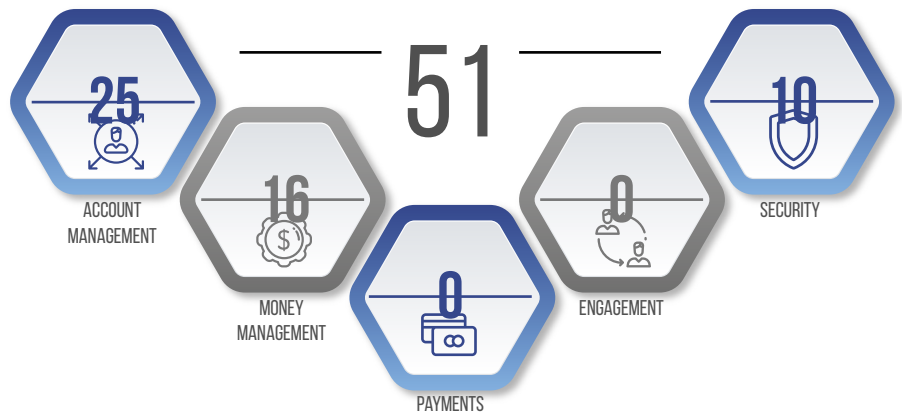 51
25
ACCOUNT
MANAGEMENT
16
$
MONEY
MANAGEMENT
0
PAYMENTS
0
ENGAGEMENT
10
SECURITY